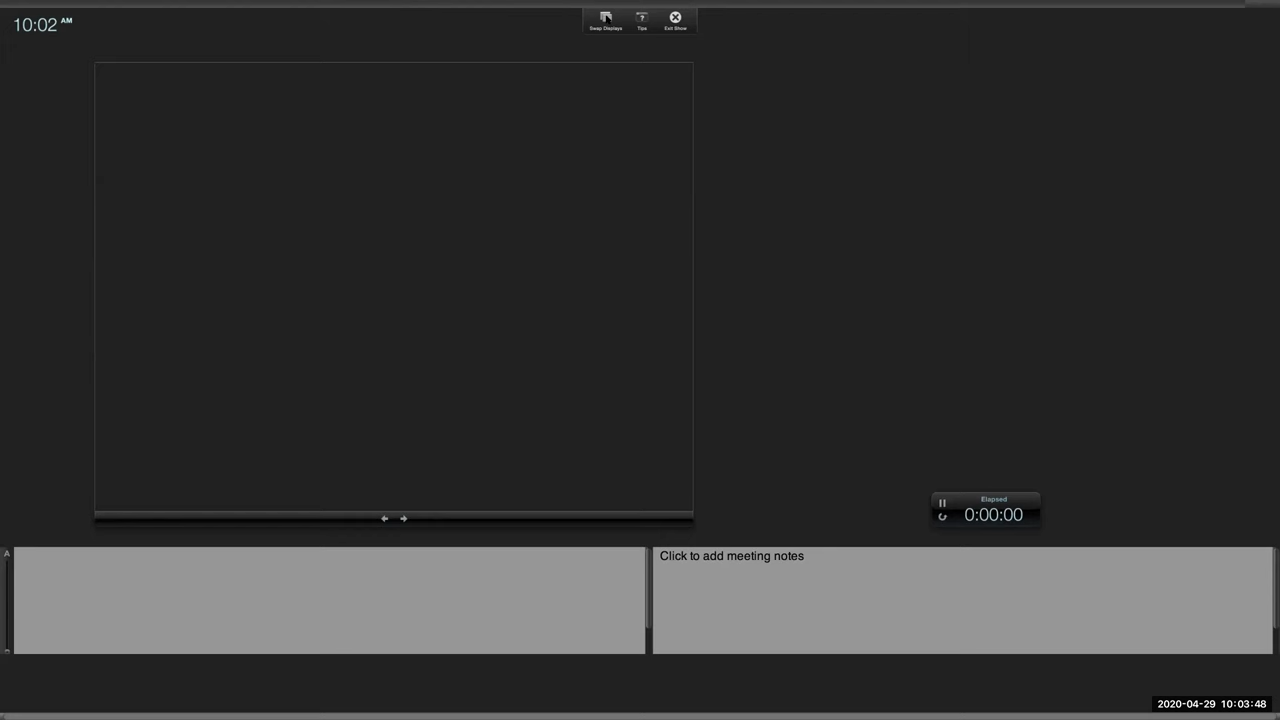 10:02 AM
Swap Displays
Tips
Exit Show
Elapsed
0:00:00
A
Click to add meeting notes
2020-04-29 10:03:48